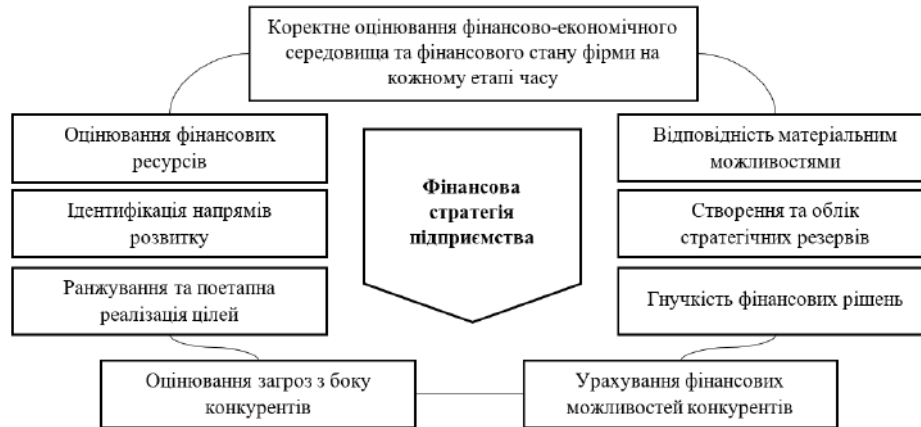 Коректне оцінювання фінансово-економічного
середовища та фінансового стану фірми на
кожному етапі часу
Оцінювання фінансових
ресурсів
Ідентифікація напрямів
розвитку
Ранжування та поетапна
реалізація цілей
Фінансова
стратегія
підприємства
Відповідність матеріальним
можливостями
Створення та облік
стратегічних резервів
Гнучкість фінансових рішень
Оцінювання загроз з боку
конкурентів
Урахування фінансових
можливостей конкурентів